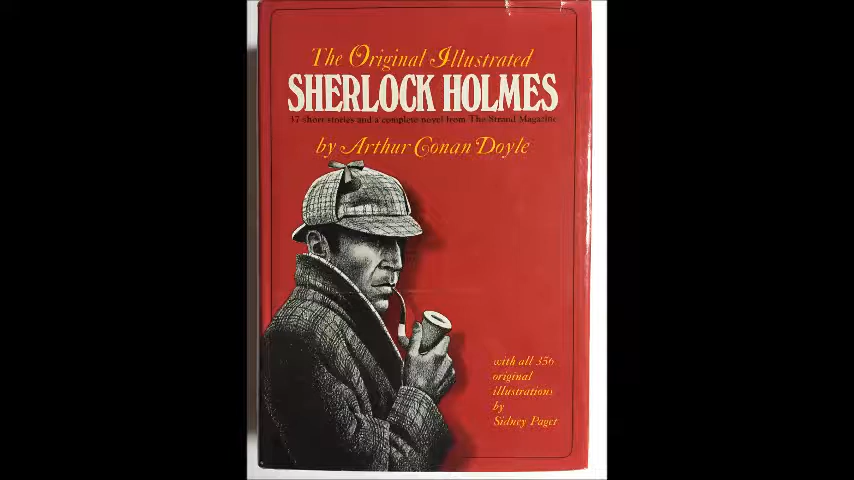 The Original Illustrated
SHERLOCK HOLMES
37 short stories and a complete novel from The Strand Magazine
by Arthur Conan Doyle
with all 356
original
illustrations
by
Sidney Paget